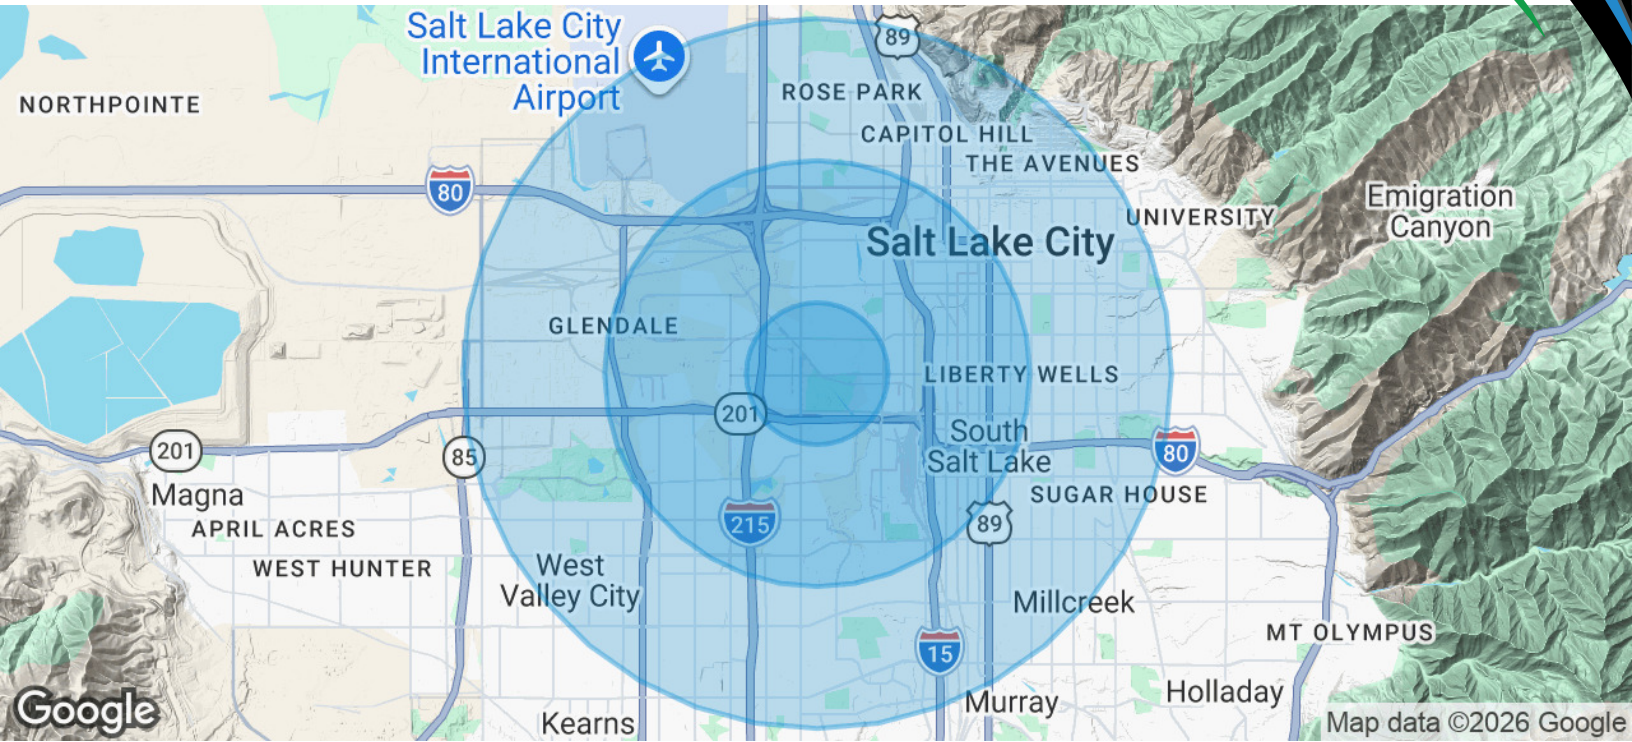 Salt Lake City
International
Airport
89
NORTHPOINTE
ROSE PARK
CAPITOL HILL
THE AVENUES
80
Emigration
Canyon
UNIVERSITY
Salt Lake City
GLENDALE
LIBERTY WELLS
201
South
Salt Lake
201
85
80
Magna
SUGAR HOUSE
APRIL ACRES
215
89
WEST HUNTER
West
Valley City
Millcreek
MT OLYMPUS
15
Murray
Holladay
Google
Kearns
Map data ©2026 Google